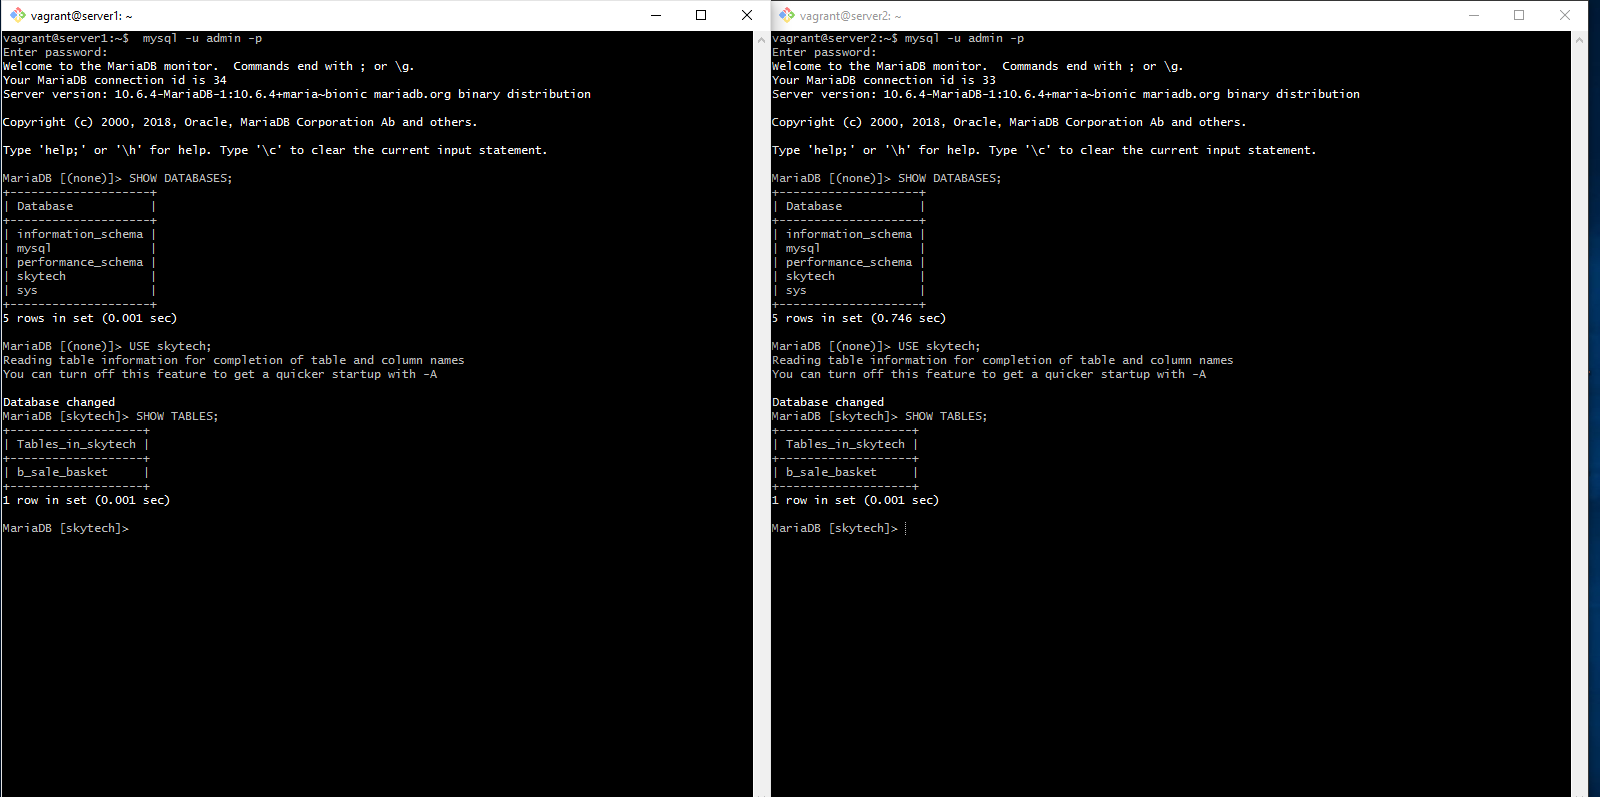 vagrant@server1: ~
vagrant@server1:~$  mysql -u admin -p
Enter password:
Welcome to the MariaDB monitor.  Commands end with ; or \g.
Your MariaDB connection id is 34
Server version: 10.6.4-MariaDB-1:10.6.4+maria~bionic mariadb.org binary distribution
Copyright (c) 2000, 2018, Oracle, MariaDB Corporation Ab and others.
Type 'help;' or '\h' for help. Type '\c' to clear the current input statement.
MariaDB [(none)]> SHOW DATABASES;
+--------------------+
| Database           |
+--------------------+
| information_schema |
| mysql              |
| performance_schema |
| skytech            |
| sys                |
+--------------------+
5 rows in set (0.001 sec)
MariaDB [(none)]> USE skytech;
Reading table information for completion of table and column names
You can turn off this feature to get a quicker startup with -A
Database changed
MariaDB [skytech]> SHOW TABLES;
+-------------------+
| Tables_in_skytech |
+-------------------+
| b_sale_basket     |
+-------------------+
1 row in set (0.001 sec)
MariaDB [skytech]>
vagrant@server2: ~
vagrant@server2:~$ mysql -u admin -p
Enter password:
Welcome to the MariaDB monitor.  Commands end with ; or \g.
Your MariaDB connection id is 33
Server version: 10.6.4-MariaDB-1:10.6.4+maria~bionic mariadb.org binary distribution
Copyright (c) 2000, 2018, Oracle, MariaDB Corporation Ab and others.
Type 'help;' or '\h' for help. Type '\c' to clear the current input statement.
MariaDB [(none)]> SHOW DATABASES;
+--------------------+
| Database           |
+--------------------+
| information_schema |
| mysql              |
| performance_schema |
| skytech            |
| sys                |
+--------------------+
5 rows in set (0.746 sec)
MariaDB [(none)]> USE skytech;
Reading table information for completion of table and column names
You can turn off this feature to get a quicker startup with -A
Database changed
MariaDB [skytech]> SHOW TABLES;
+-------------------+
| Tables_in_skytech |
+-------------------+
| b_sale_basket     |
+-------------------+
1 row in set (0.001 sec)
MariaDB [skytech]>